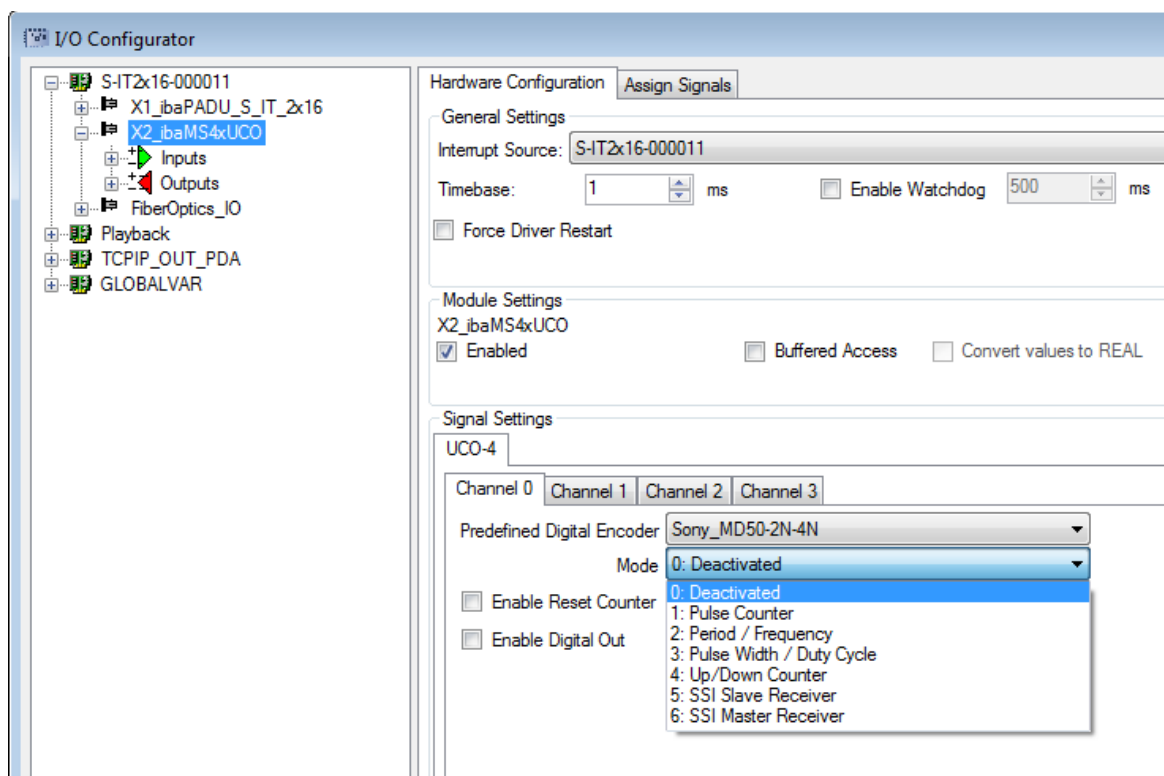 I/O Configurator
S-IT2x16-000011
X1_ibaPADU_S_IT_2x16
X2_ibaMS4xUCO
Inputs
Outputs
FiberOptics_IO
Playback
TCPIP_OUT_PDA
GLOBALVAR
Hardware Configuration Assign Signals
General Settings
Interrupt Source: S-IT2x16-000011
Timebase: 1 ms Enable Watchdog 500 ms
Force Driver Restart
Module Settings
X2_ibaMS4xUCO
Enabled Buffered Access Convert values to REAL
Signal Settings
UCO-4
Channel 0 Channel 1 Channel 2 Channel 3
Predefined Digital Encoder Sony_MD50-2N-4N
Mode 0: Deactivated
Enable Reset Counter
Enable Digital Out
0: Deactivated
1: Pulse Counter
2: Period / Frequency
3: Pulse Width / Duty Cycle
4: Up/Down Counter
5: SSI Slave Receiver
6: SSI Master Receiver